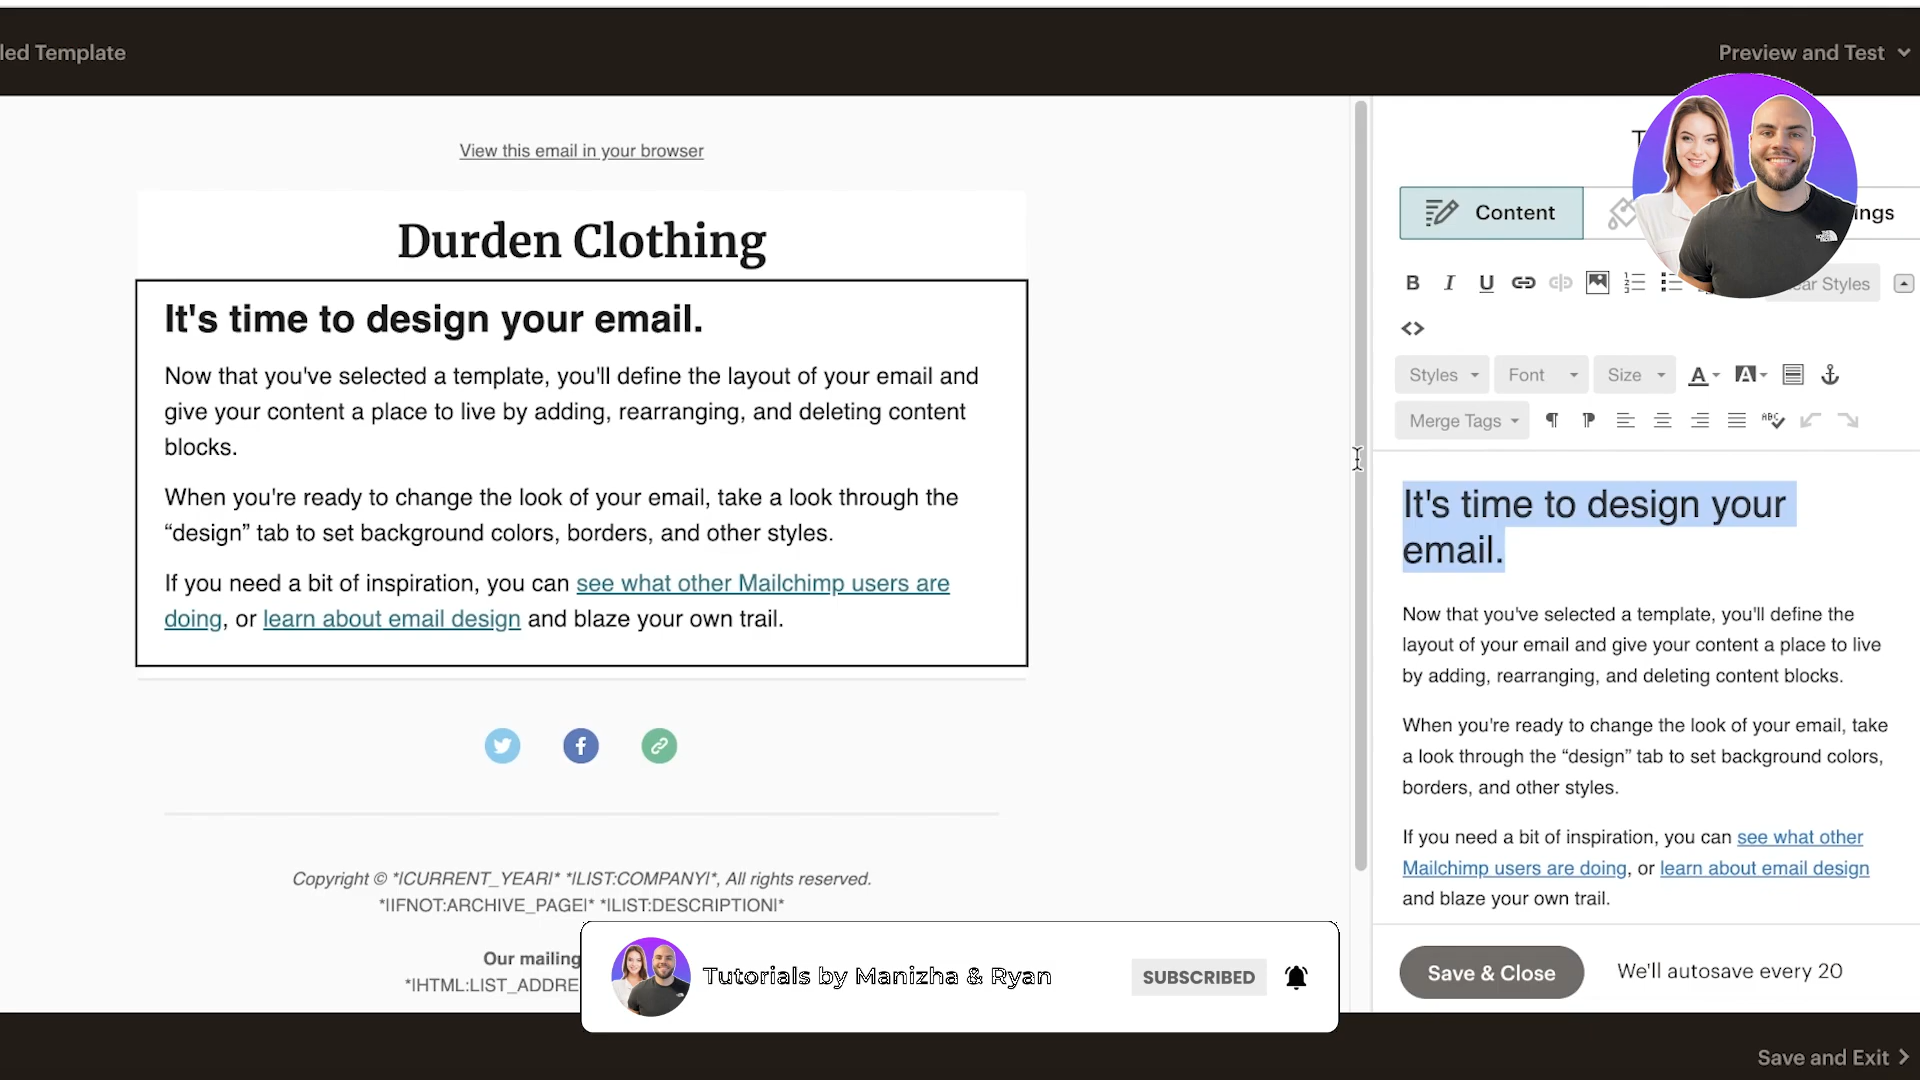 led Template
Preview and Test
View this email in your browser
Durden Clothing
It's time to design your email.
Now that you've selected a template, you'll define the layout of your email and
give your content a place to live by adding, rearranging, and deleting content
blocks.
When you're ready to change the look of your email, take a look through the
“design” tab to set background colors, borders, and other styles.
If you need a bit of inspiration, you can see what other Mailchimp users are
doing, or learn about email design and blaze your own trail.
Copyright © *|CURRENT_YEAR|* *|LIST:COMPANY|*, All rights reserved.
*|IFNOT:ARCHIVE_PAGE|* *|LIST:DESCRIPTION|*
Our mailing
*|HTML:LIST_ADDRE
T
Content
ings
B I U
ear Styles
<>
Styles Font Size A A
Merge Tags ABC
It's time to design your
email.
Now that you've selected a template, you'll define the
layout of your email and give your content a place to live
by adding, rearranging, and deleting content blocks.
When you're ready to change the look of your email, take
a look through the “design” tab to set background colors,
borders, and other styles.
If you need a bit of inspiration, you can see what other
Mailchimp users are doing, or learn about email design
and blaze your own trail.
Save & Close
We'll autosave every 20
Tutorials by Manizha & Ryan
SUBSCRIBED
Save and Exit